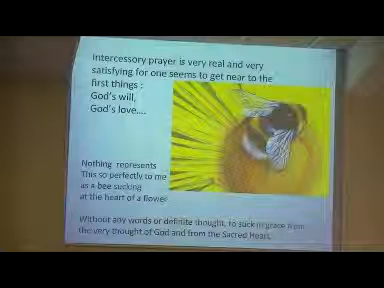 Intercessory prayer is very real and very
satisfying for one seems to get near to the
first things :
God's will,
God's love....
Nothing represents
This so perfectly to me
as a bee sucking
at the heart of a flower
Without any words or definite thought, to suck in grace from
the very thought of God and from the Sacred Heart.